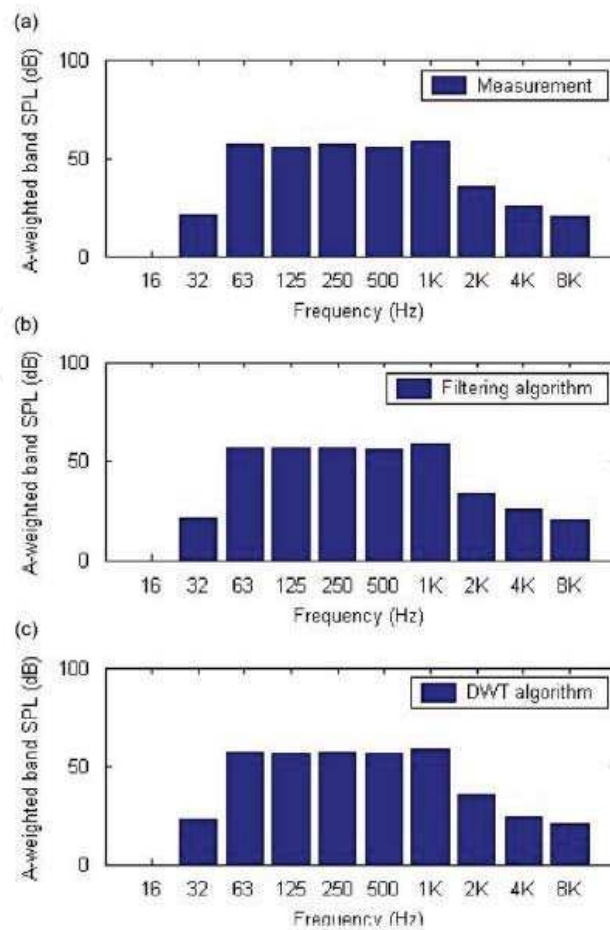 (a)
A-weighted band SPL (dB)
100
50
0
Measurement
16 32 63 125 250 500 1K 2K 4K 8K
Frequency (Hz)
(b)
A-weighted band SPL (dB)
100
50
0
Filtering algorithm
16 32 63 125 250 500 1K 2K 4K 8K
Frequency (Hz)
(c)
A-weighted band SPL (dB)
100
50
0
DWT algorithm
16 32 63 125 250 500 1K 2K 4K 8K
Frequency (Hz)